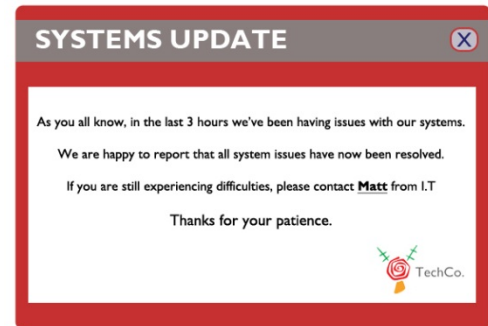 SYSTEMS UPDATE
X
As you all know, in the last 3 hours we've been having issues with our systems.
We are happy to report that all system issues have now been resolved.
If you are still experiencing difficulties, please contact Matt from I.T
Thanks for your patience.
TechCo.